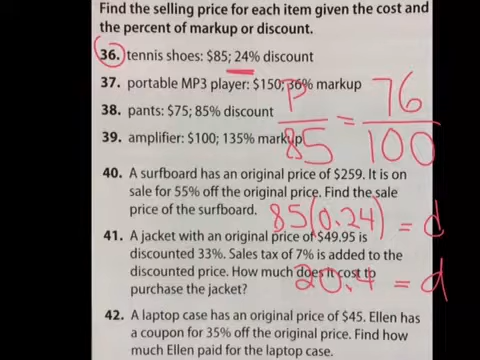 Find the selling price for each item given the cost and
the percent of markup or discount.
36. tennis shoes: $85; 24% discount
37. portable MP3 player: $150; 36% markup
38. pants: $75; 85% discount
39. amplifier: $100; 135% markup
P/85 = 76/100
40. A surfboard has an original price of $259. It is on
sale for 55% off the original price. Find the sale
price of the surfboard.
85(0.24) = d
41. A jacket with an original price of $49.95 is
discounted 33%. Sales tax of 7% is added to the
discounted price. How much does it cost to
purchase the jacket?
20.4 = d
42. A laptop case has an original price of $45. Ellen has
a coupon for 35% off the original price. Find how
much Ellen paid for the laptop case.